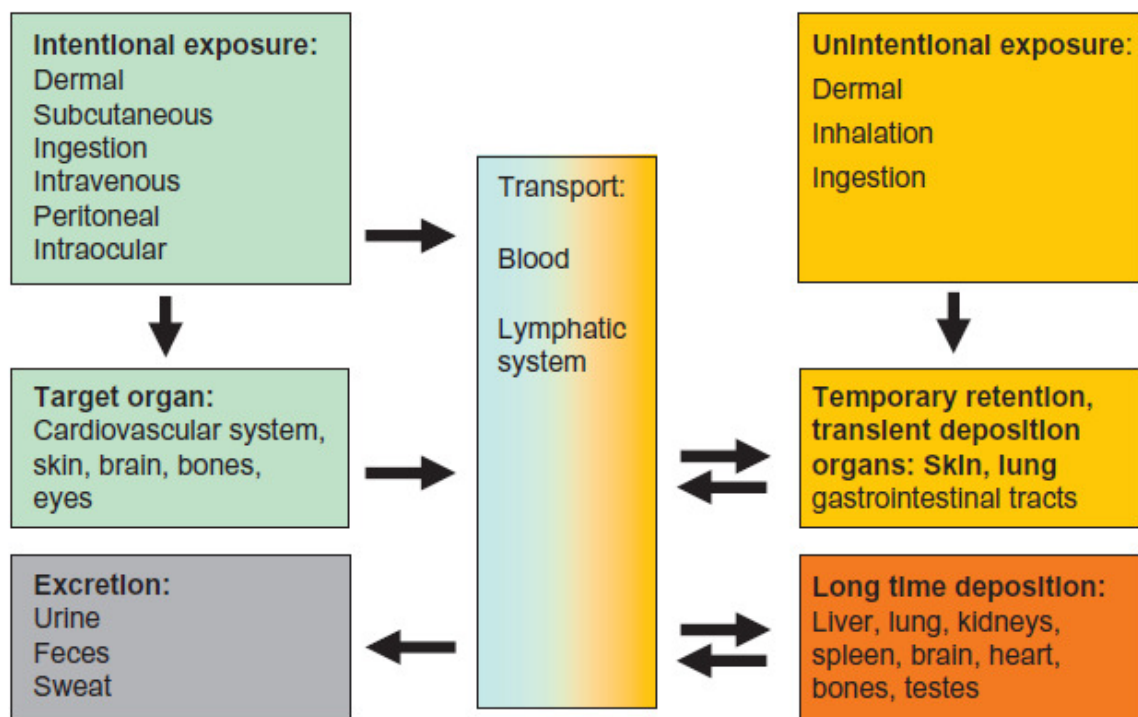 Intentional exposure:
Dermal
Subcutaneous
Ingestion
Intravenous
Peritoneal
Intraocular
Target organ:
Cardiovascular system,
skin, brain, bones,
eyes
Excretion:
Urine
Feces
Sweat
Transport:
Blood
Lymphatic
system
Unintentional exposure:
Dermal
Inhalation
Ingestion
Temporary retention,
transient deposition
organs: Skin, lung
gastrointestinal tracts
Long time deposition:
Liver, lung, kidneys,
spleen, brain, heart,
bones, testes